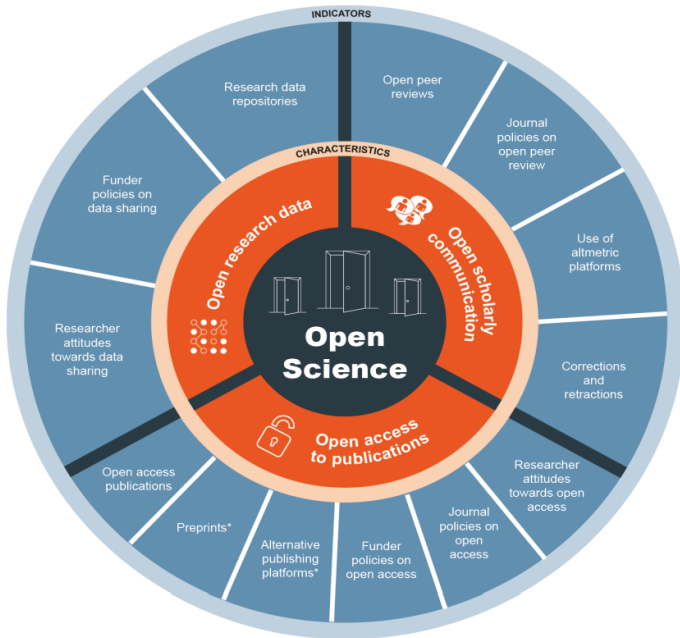 INDICATORS
Research data
repositories
Open peer
reviews
Journal policies on
open peer
review
Use of
altmetric
platforms
Corrections and
retractions
Researcher
attitudes
towards open
access
Journal
policies on
open
access
Funder
policies on
open access
Alternative
publishing
platforms*
Preprints*
Open access
publications
Researcher
attitudes
towards data
sharing
Funder
policies on
data sharing
CHARACTERISTICS
Open research data
Open scholarly
communication
Open access
to publications
Open
Science